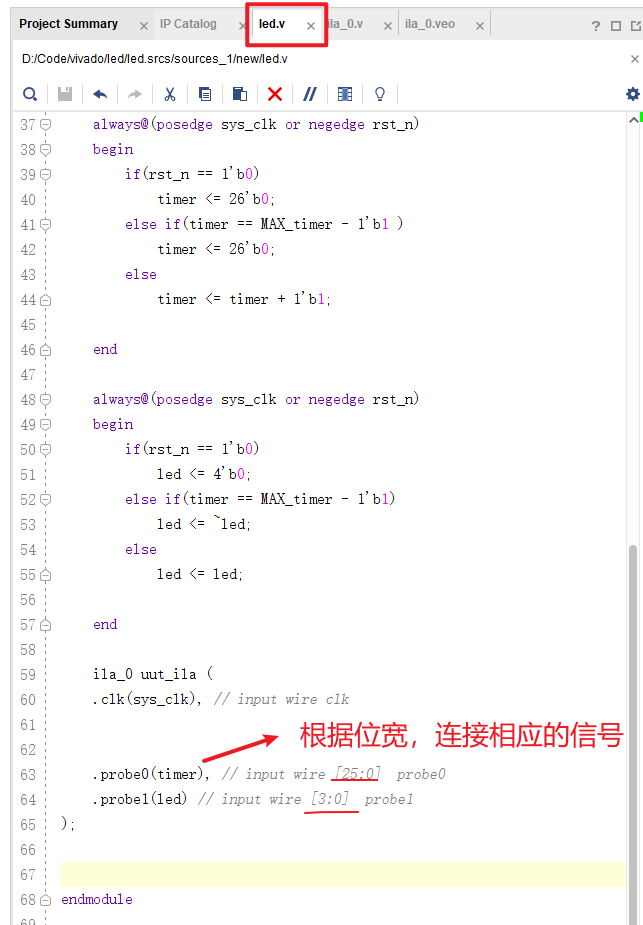 Project Summary × IP Catalog × led.v × ila_0.v × ila_0.veo × ?
D:/Code/vivado/led/led.srcs/sources_1/new/led.v ×
37 always@(posedge sys_clk or negedge rst_n)
38 begin
39 if(rst_n == 1'b0)
40 timer <= 26'b0;
41 else if(timer == MAX_timer - 1'b1 )
42 timer <= 26'b0;
43 else
44 timer <= timer + 1'b1;
45
46 end
47
48 always@(posedge sys_clk or negedge rst_n)
49 begin
50 if(rst_n == 1'b0)
51 led <= 4'b0;
52 else if(timer == MAX_timer - 1'b1)
53 led <= ~led;
54 else
55 led <= led;
56
57 end
58
59 ila_0 uut_ila (
60 .clk(sys_clk), // input wire clk
61
根据位宽，连接相应的信号
62
63 .probe0(timer), // input wire [25:0] probe0
64 .probe1(led) // input wire [3:0] probe1
65 );
66
67
68 endmodule
69